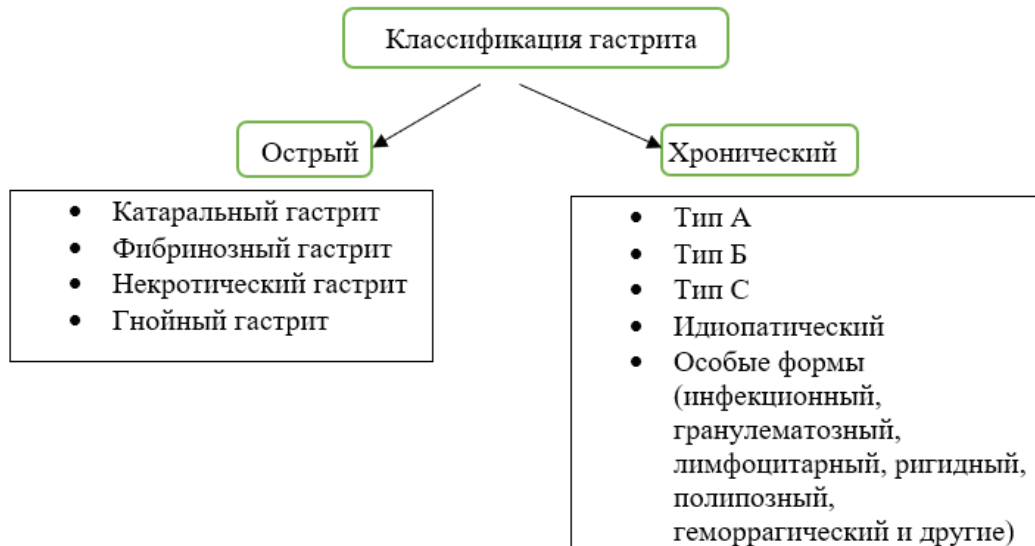 Классификация гастрита
Острый
Хронический
• Катаральный гастрит
• Фибринозный гастрит
• Некротический гастрит
• Гнойный гастрит
• Тип А
• Тип Б
• Тип С
• Идиопатический
• Особые формы
(инфекционный,
гранулематозный,
лимфоцитарный, ригидный,
полипозный,
геморрагический и другие)